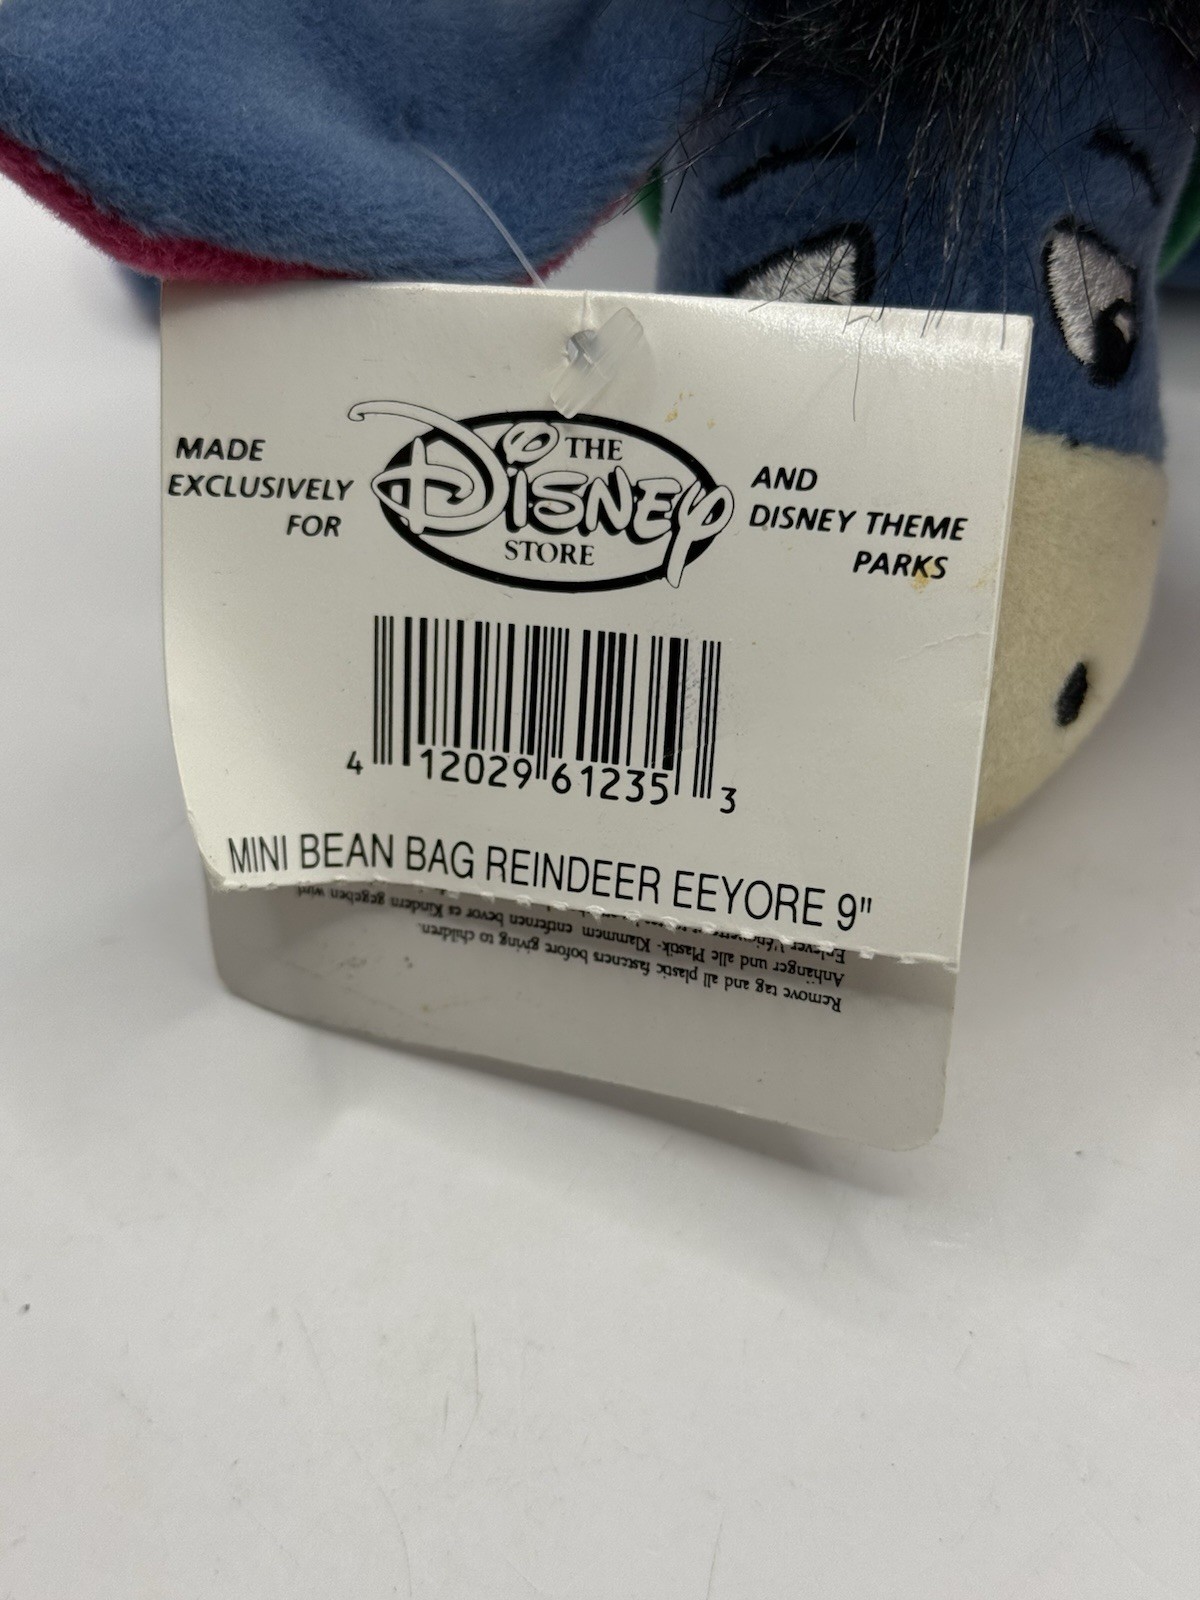 MADE
EXCLUSIVELY
FOR
THE
DISNEY
STORE
AND
DISNEY THEME
PARKS
4 12029 61235 3
MINI BEAN BAG REINDEER EEYORE 9"
Remove tag and all plastic fasteners before giving to children.
Anhänger und alle Plastik- Klammern entfernen bevor es Kindern gegeben wird
Enlever l'étiquette